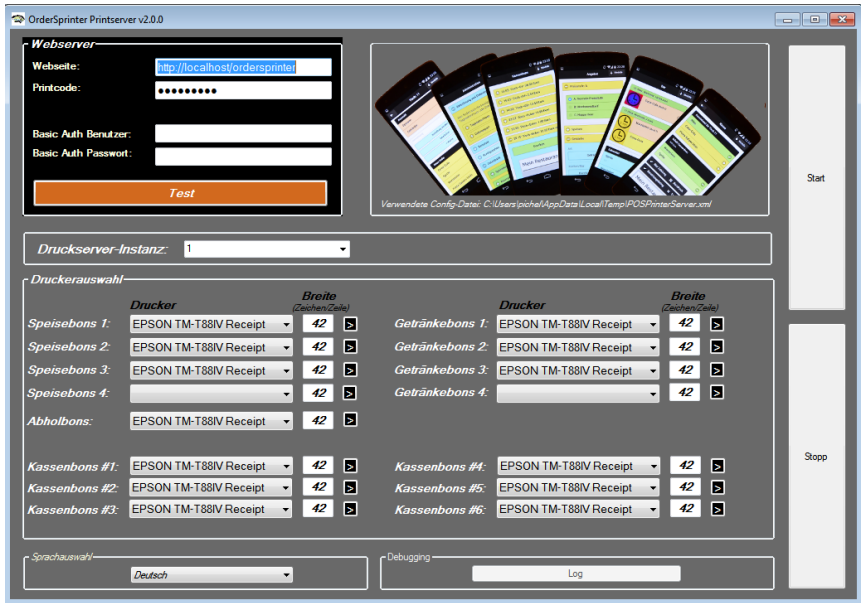 OrderSprinter Printserver v2.0.0
Webserver
Webseite: http://localhost/ordersprinter
Printcode: ●●●●●●●●●
Basic Auth Benutzer:
Basic Auth Passwort:
Test
Verwendete Config-Datei: C:\Users\pichel\AppData\Local\Temp\POSPrinterServer.xml
Start
Druckserver-Instanz: 1
Druckerauswahl
Drucker Breite Drucker Breite
(Zeichen/Zeile) (Zeichen/Zeile)
Speisebons 1: EPSON TM-T88IV Receipt 42 > Getränkebons 1: EPSON TM-T88IV Receipt 42 >
Speisebons 2: EPSON TM-T88IV Receipt 42 > Getränkebons 2: EPSON TM-T88IV Receipt 42 >
Speisebons 3: EPSON TM-T88IV Receipt 42 > Getränkebons 3: EPSON TM-T88IV Receipt 42 >
Speisebons 4: 42 > Getränkebons 4: 42 >
Abholbons: EPSON TM-T88IV Receipt 42 >
Stopp
Kassenbons #1: EPSON TM-T88IV Receipt 42 > Kassenbons #4: EPSON TM-T88IV Receipt 42 >
Kassenbons #2: EPSON TM-T88IV Receipt 42 > Kassenbons #5: EPSON TM-T88IV Receipt 42 >
Kassenbons #3: EPSON TM-T88IV Receipt 42 > Kassenbons #6: EPSON TM-T88IV Receipt 42 >
Sprachauswahl
Deutsch
Debugging
Log